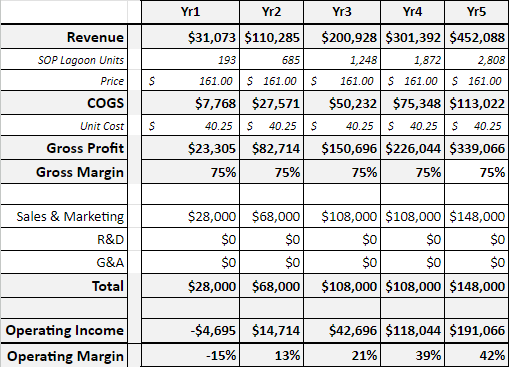 Yr1 Yr2 Yr3 Yr4 Yr5
Revenue $31,073 $110,285 $200,928 $301,392 $452,088
SOP Lagoon Units 193 685 1,248 1,872 2,808
Price $ 161.00 $ 161.00 $ 161.00 $ 161.00 $ 161.00
COGS $7,768 $27,571 $50,232 $75,348 $113,022
Unit Cost $ 40.25 $ 40.25 $ 40.25 $ 40.25 $ 40.25
Gross Profit $23,305 $82,714 $150,696 $226,044 $339,066
Gross Margin 75% 75% 75% 75% 75%
Sales & Marketing $28,000 $68,000 $108,000 $108,000 $148,000
R&D $0 $0 $0 $0 $0
G&A $0 $0 $0 $0 $0
Total $28,000 $68,000 $108,000 $108,000 $148,000
Operating Income -$4,695 $14,714 $42,696 $118,044 $191,066
Operating Margin -15% 13% 21% 39% 42%